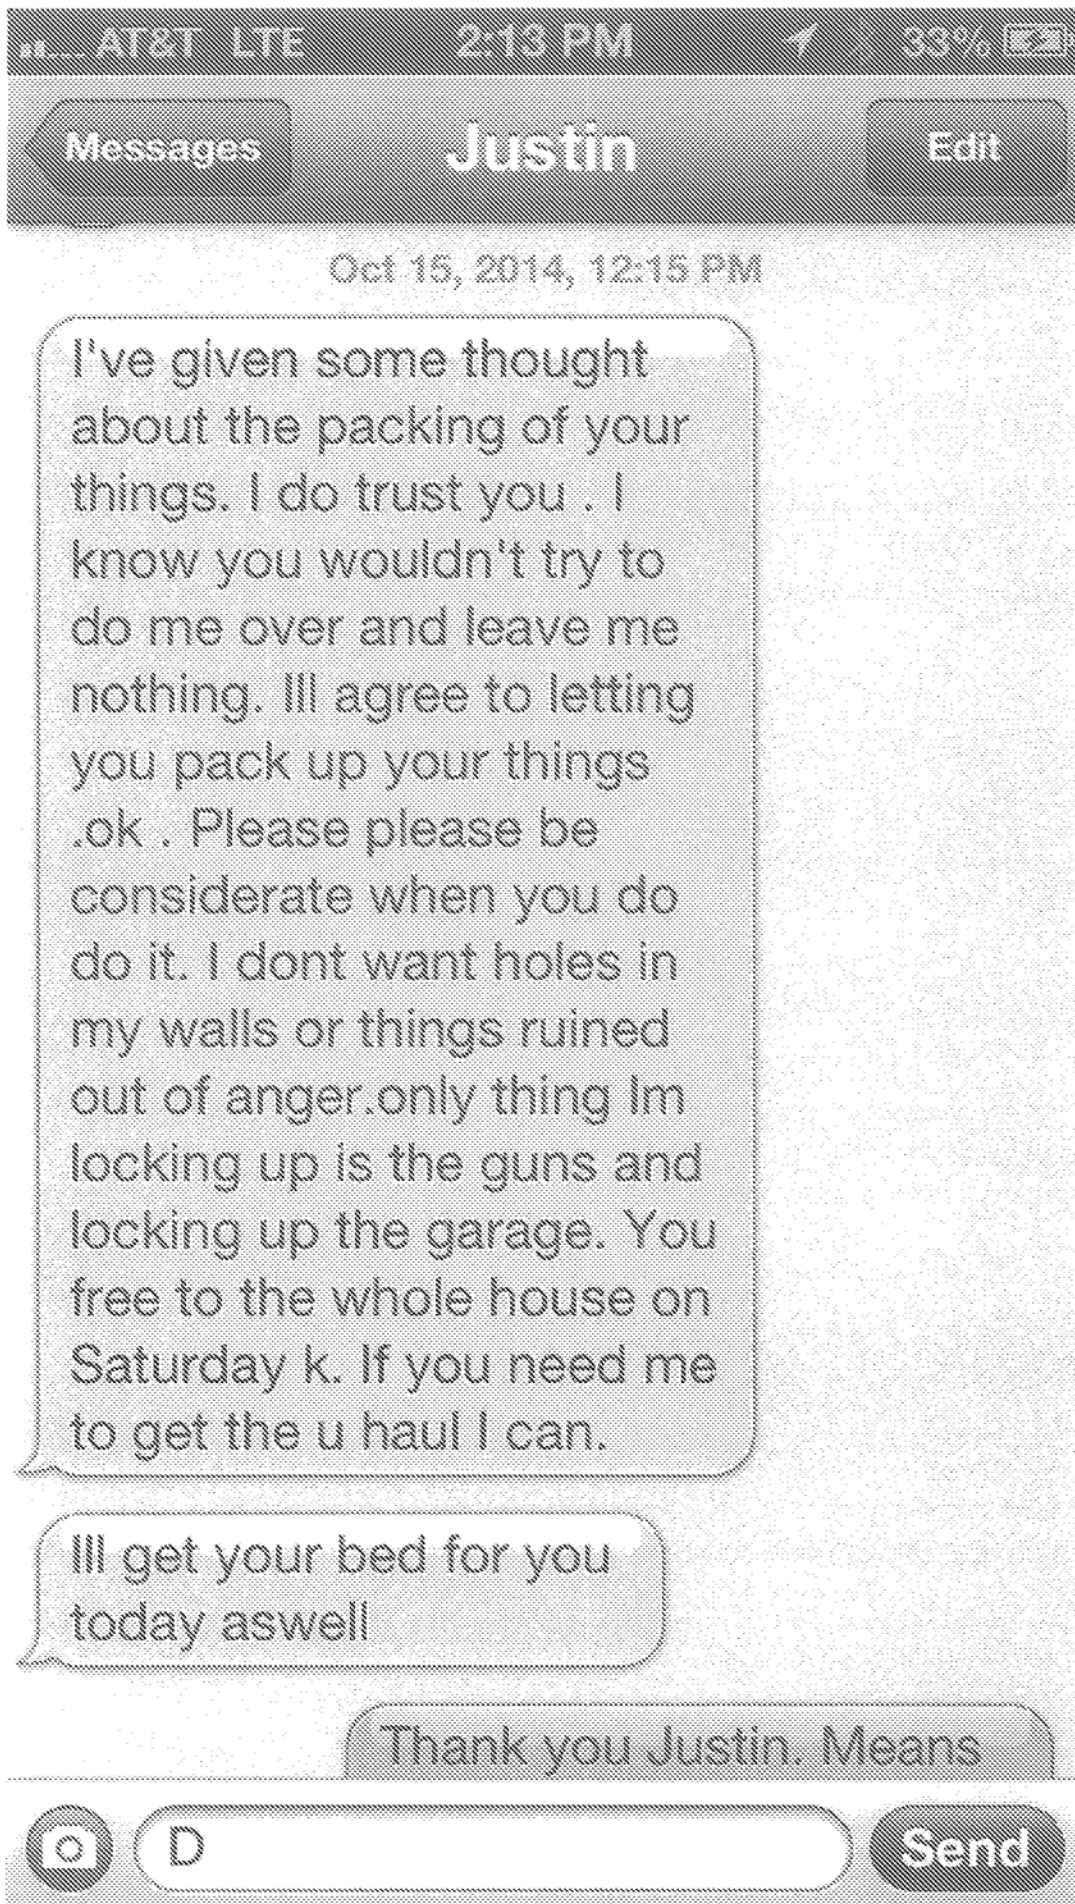 AT&T LTE 2:13 PM 33%
Messages Justin Edit
Oct 15, 2014, 12:15 PM
I've given some thought
about the packing of your
things. I do trust you . I
know you wouldn't try to
do me over and leave me
nothing. Ill agree to letting
you pack up your things
.ok . Please please be
considerate when you do
do it. I dont want holes in
my walls or things ruined
out of anger.only thing Im
locking up is the guns and
locking up the garage. You
free to the whole house on
Saturday k. If you need me
to get the u haul I can.
Ill get your bed for you
today aswell
Thank you Justin. Means
D Send